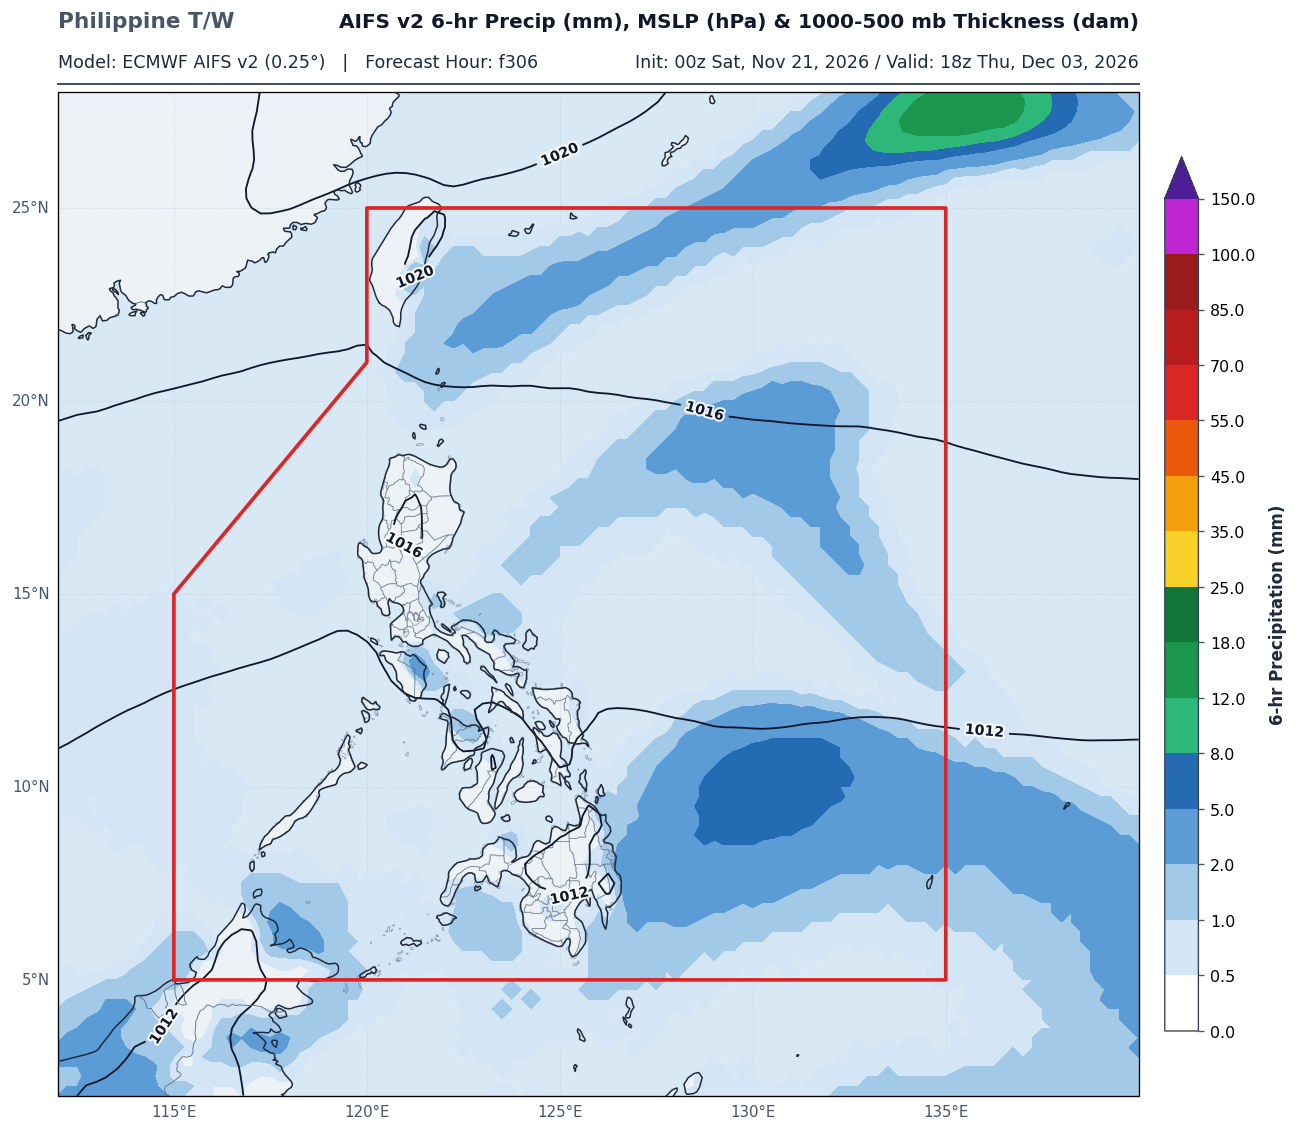 Philippine T/W
AIFS v2 6-hr Precip (mm), MSLP (hPa) & 1000-500 mb Thickness (dam)
Model: ECMWF AIFS v2 (0.25°) | Forecast Hour: f306
Init: 00z Sat, Nov 21, 2026 / Valid: 18z Thu, Dec 03, 2026
1020
25°N
1020
20°N
1016
1016
15°N
1012
10°N
1012
5°N
1012
115°E
120°E
125°E
130°E
135°E
150.0
100.0
85.0
70.0
55.0
45.0
35.0
25.0
18.0
12.0
8.0
5.0
2.0
1.0
0.5
0.0
6-hr Precipitation (mm)